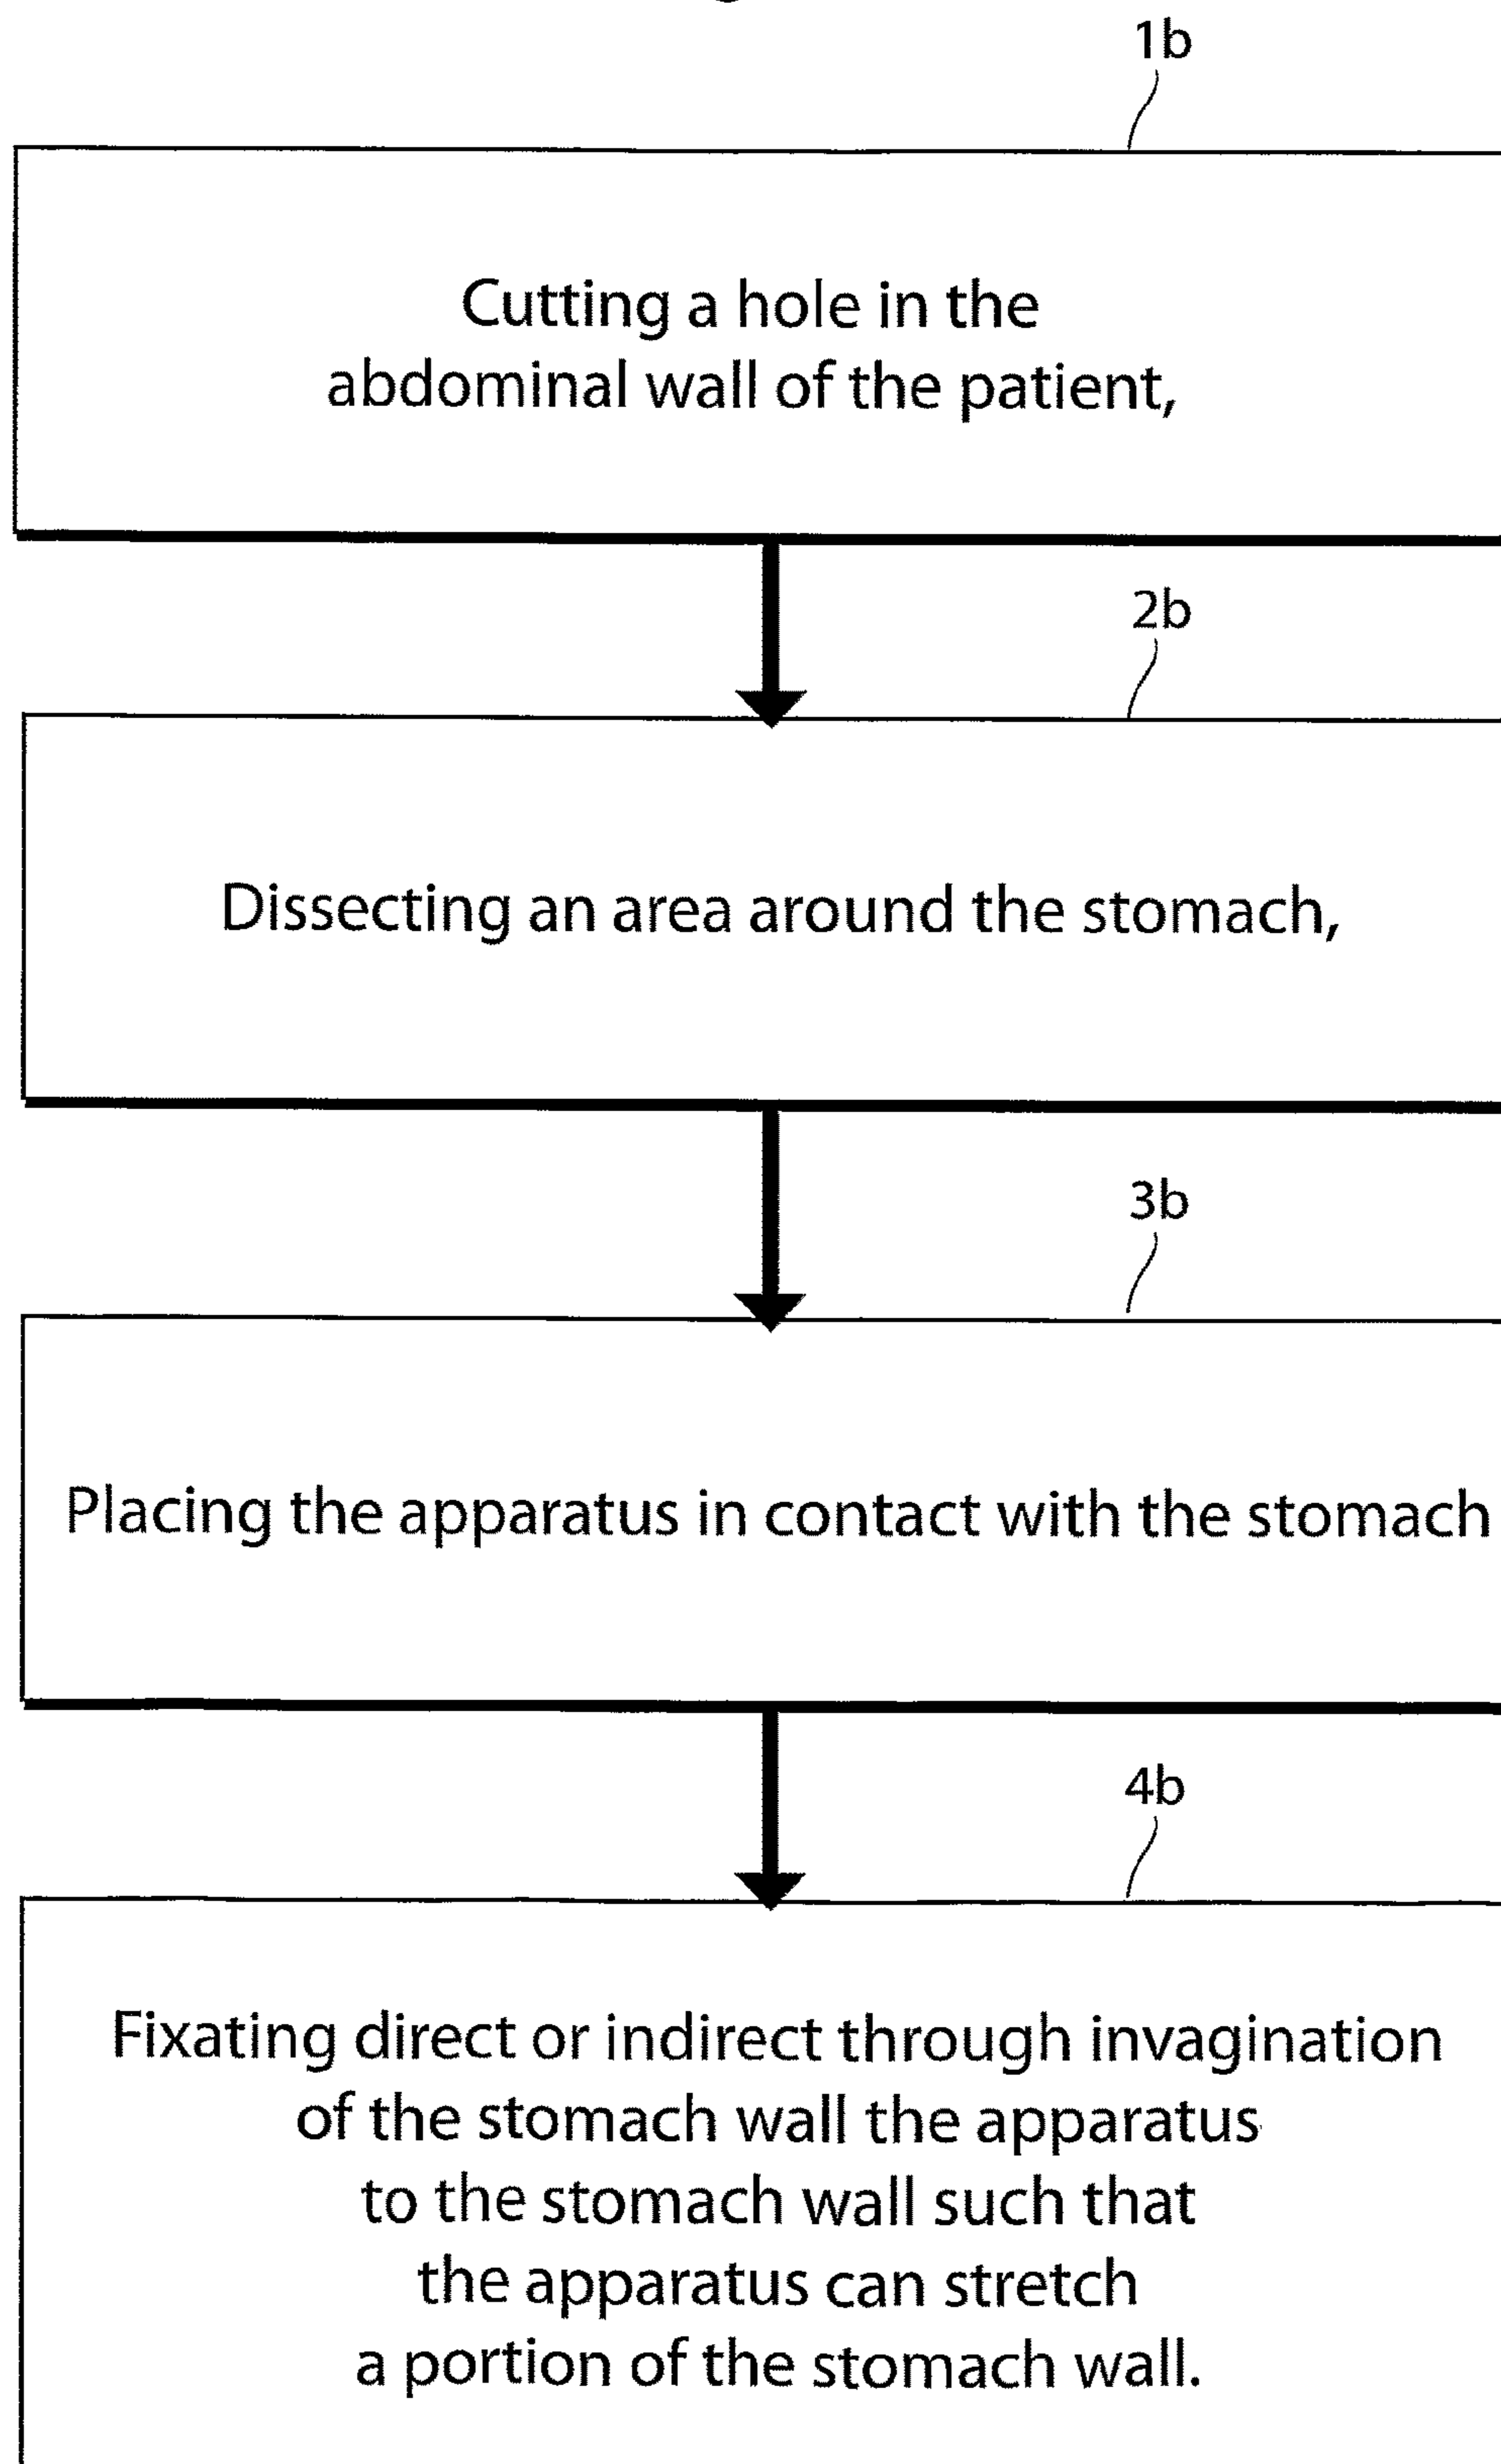 1b
Cutting a hole in the
abdominal wall of the patient,
2b
Dissecting an area around the stomach,
3b
Placing the apparatus in contact with the stomach
4b
Fixating direct or indirect through invagination
of the stomach wall the apparatus
to the stomach wall such that
the apparatus can stretch
a portion of the stomach wall.